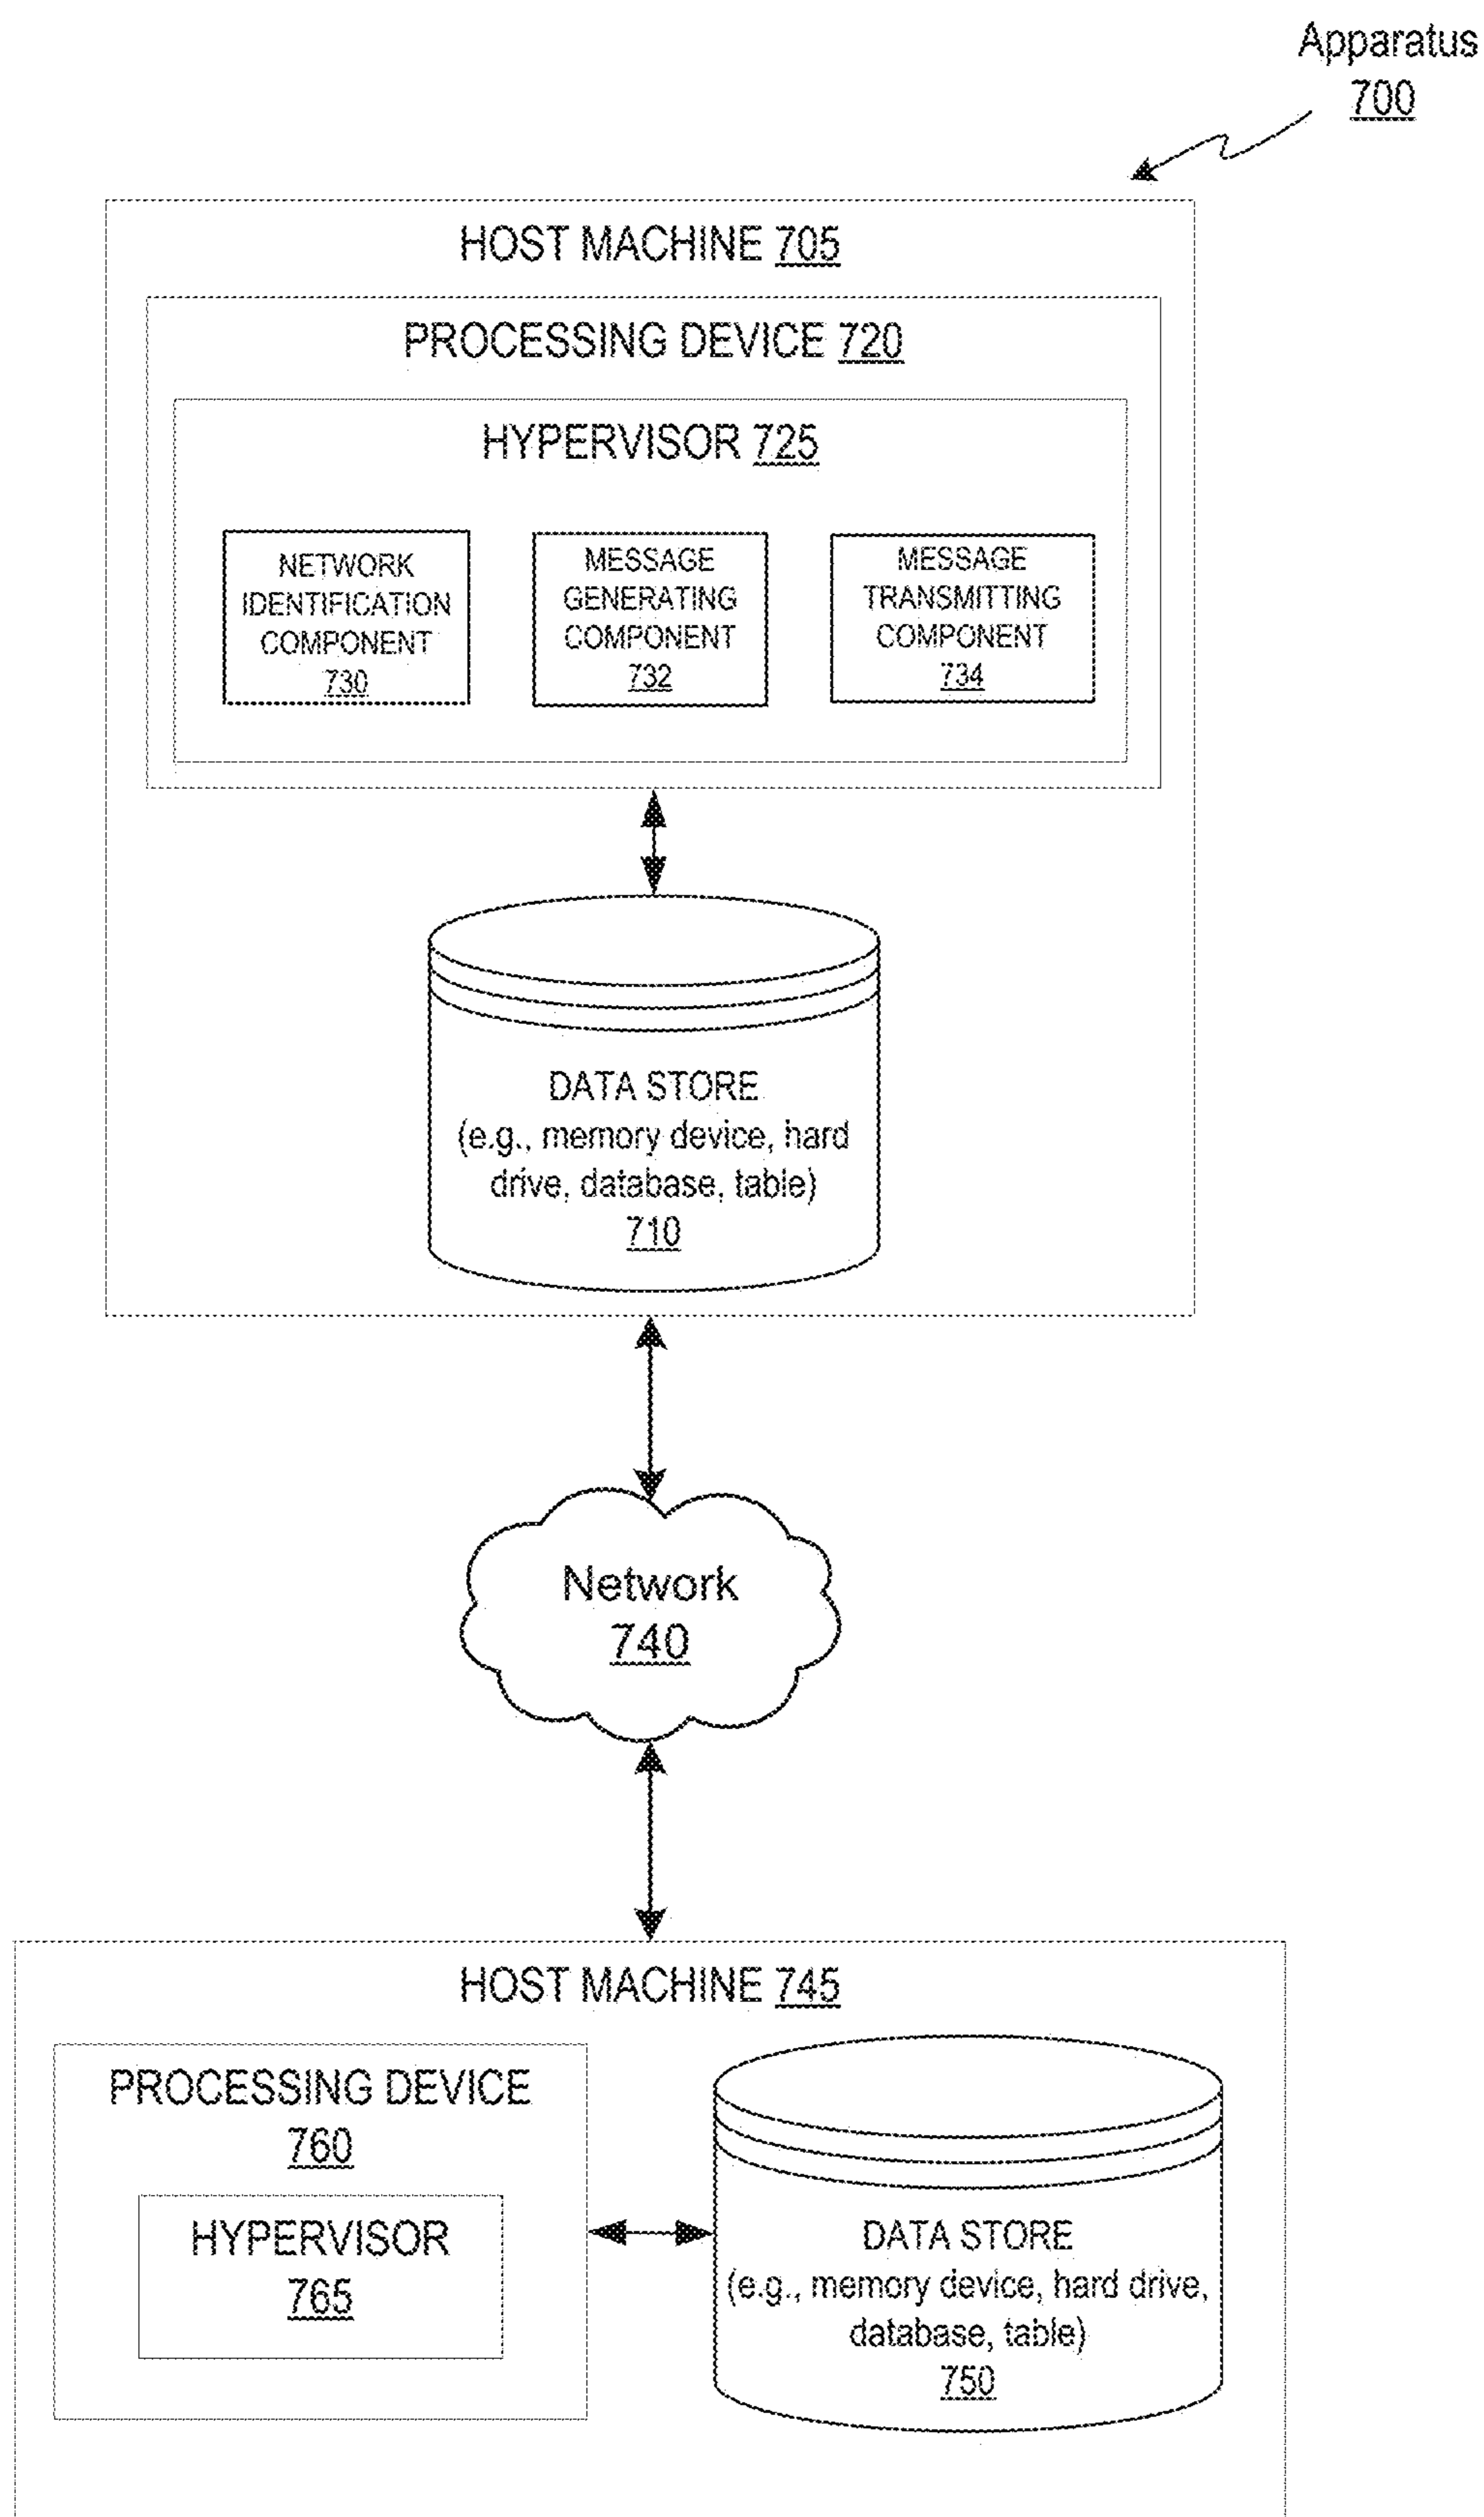 Apparatus
700
HOST MACHINE 705
PROCESSING DEVICE 720
HYPERVISOR 725
NETWORK
IDENTIFICATION
COMPONENT
730
MESSAGE
GENERATING
COMPONENT
732
MESSAGE
TRANSMITTING
COMPONENT
734
DATA STORE
(e.g., memory device, hard
drive, database, table)
710
Network
740
HOST MACHINE 745
PROCESSING DEVICE
760
HYPERVISOR
765
DATA STORE
(e.g., memory device, hard drive,
database, table)
750